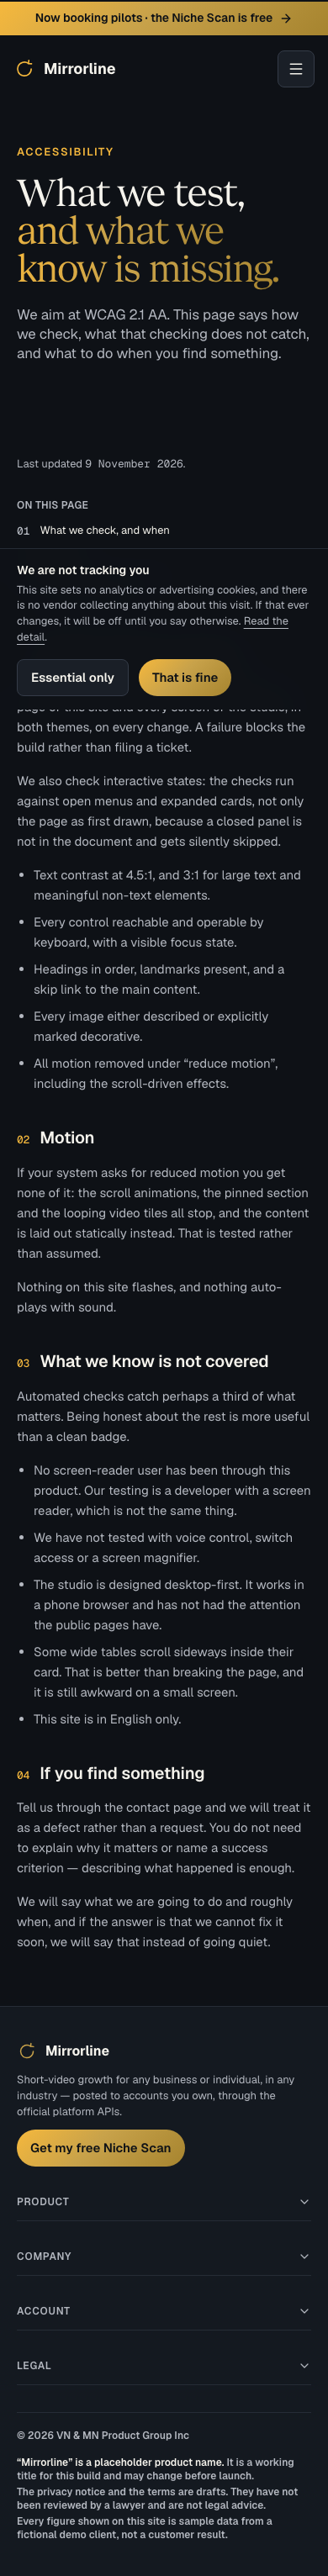 Now booking pilots · the Niche Scan is free →
Mirrorline
ACCESSIBILITY
What we test,
and what we
know is missing.
We aim at WCAG 2.1 AA. This page says how
we check, what that checking does not catch,
and what to do when you find something.
Last updated 9 November 2026.
ON THIS PAGE
01 What we check, and when
We are not tracking you
This site sets no analytics or advertising cookies, and there
is no vendor collecting anything about this visit. If that ever
changes, it will be off until you say otherwise. Read the
detail.
Essential only
That is fine
page of this site and every screen of the studio, in
both themes, on every change. A failure blocks the
build rather than filing a ticket.
We also check interactive states: the checks run
against open menus and expanded cards, not only
the page as first drawn, because a closed panel is
not in the document and gets silently skipped.
• Text contrast at 4.5:1, and 3:1 for large text and
meaningful non-text elements.
• Every control reachable and operable by
keyboard, with a visible focus state.
• Headings in order, landmarks present, and a
skip link to the main content.
• Every image either described or explicitly
marked decorative.
• All motion removed under “reduce motion”,
including the scroll-driven effects.
02 Motion
If your system asks for reduced motion you get
none of it: the scroll animations, the pinned section
and the looping video tiles all stop, and the content
is laid out statically instead. That is tested rather
than assumed.
Nothing on this site flashes, and nothing auto-
plays with sound.
03 What we know is not covered
Automated checks catch perhaps a third of what
matters. Being honest about the rest is more useful
than a clean badge.
• No screen-reader user has been through this
product. Our testing is a developer with a screen
reader, which is not the same thing.
• We have not tested with voice control, switch
access or a screen magnifier.
• The studio is designed desktop-first. It works in
a phone browser and has not had the attention
the public pages have.
• Some wide tables scroll sideways inside their
card. That is better than breaking the page, and
it is still awkward on a small screen.
• This site is in English only.
04 If you find something
Tell us through the contact page and we will treat it
as a defect rather than a request. You do not need
to explain why it matters or name a success
criterion — describing what happened is enough.
We will say what we are going to do and roughly
when, and if the answer is that we cannot fix it
soon, we will say that instead of going quiet.
Mirrorline
Short-video growth for any business or individual, in any
industry — posted to accounts you own, through the
official platform APIs.
Get my free Niche Scan
PRODUCT
COMPANY
ACCOUNT
LEGAL
© 2026 VN & MN Product Group Inc
“Mirrorline” is a placeholder product name. It is a working
title for this build and may change before launch.
The privacy notice and the terms are drafts. They have not
been reviewed by a lawyer and are not legal advice.
Every figure shown on this site is sample data from a
fictional demo client, not a customer result.